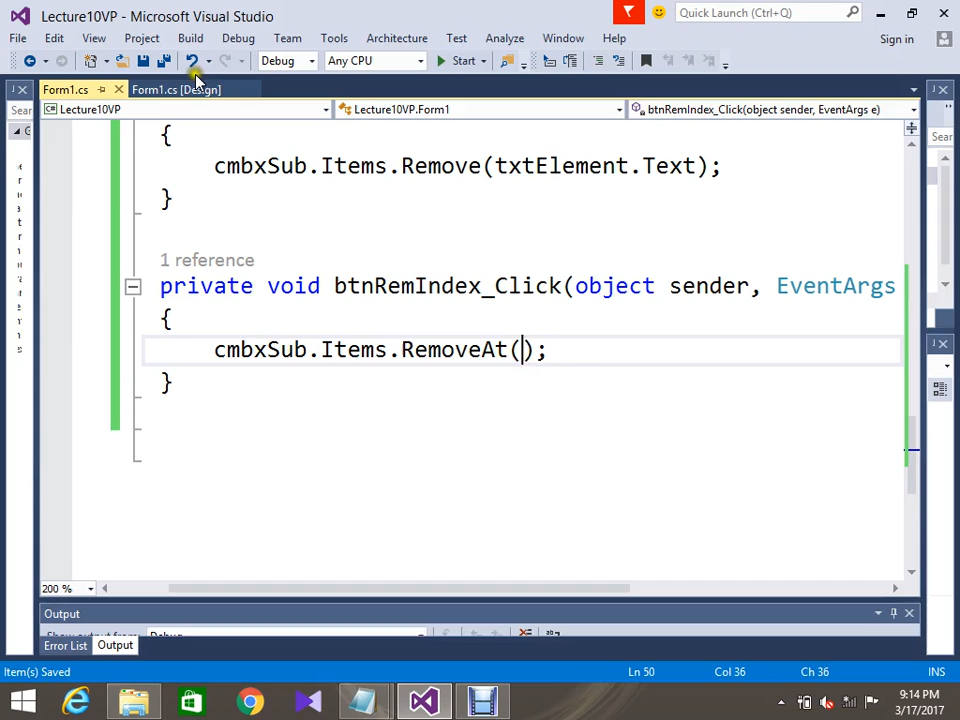 Lecture10VP - Microsoft Visual Studio
Quick Launch (Ctrl+Q)
File Edit View Project Build Debug Team Tools Architecture Test Analyze Window Help
Sign in
Debug Any CPU Start
Form1.cs Form1.cs [Design]
Lecture10VP Lecture10VP.Form1 btnRemIndex_Click(object sender, EventArgs e)
{
cmbxSub.Items.Remove(txtElement.Text);
}
1 reference
private void btnRemIndex_Click(object sender, EventArgs
{
cmbxSub.Items.RemoveAt();
}
200 %
Output
Error List Output
Item(s) Saved Ln 50 Col 36 Ch 36 INS
9:14 PM
3/17/2017